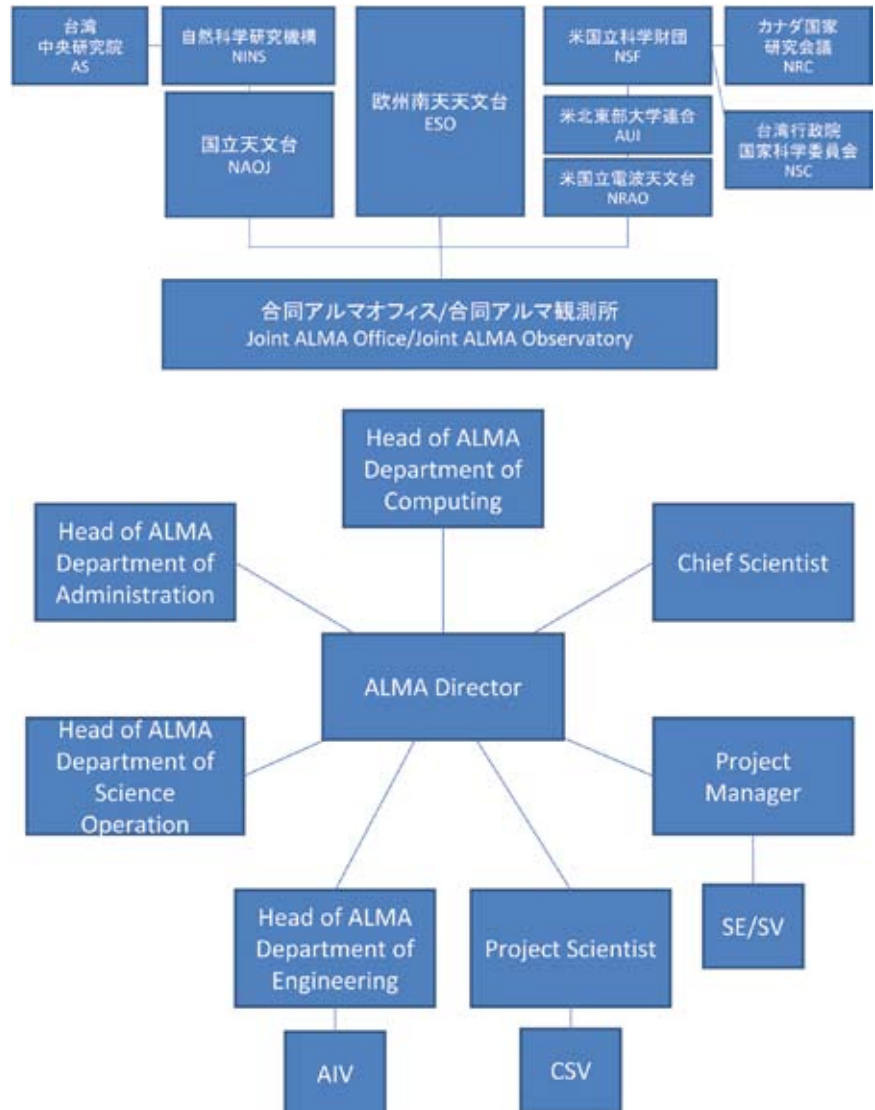 台湾
中央研究院
AS
自然科学研究機構
NINS
国立天文台
NAOJ
欧州南天天文台
ESO
米国立科学財団
NSF
米北東部大学連合
AUI
米国立電波天文台
NRAO
カナダ国家
研究会議
NRC
台湾行政院
国家科学委員会
NSC
合同アルマオフィス/合同アルマ観測所
Joint ALMA Office/Joint ALMA Observatory
Head of ALMA
Department of
Computing
Head of ALMA
Department of
Administration
Chief Scientist
ALMA Director
Head of ALMA
Department of
Science
Operation
Project
Manager
Head of ALMA
Department of
Engineering
Project Scientist
SE/SV
AIV
CSV